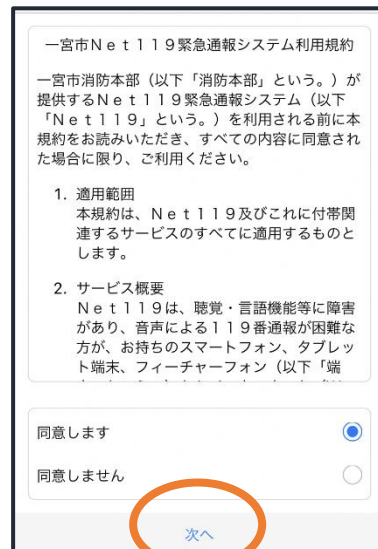 一宮市Net119緊急通報システム利用規約
一宮市消防本部（以下「消防本部」という。）が
提供するNet119緊急通報システム（以下
「Net119」という。）を利用される前に本
規約をお読みいただき、すべての内容に同意され
た場合に限り、ご利用ください。
1. 適用範囲
本規約は、Net119及びこれに付帯関
連するサービスのすべてに適用するものと
します。
2. サービス概要
Net119は、聴覚・言語機能等に障害
があり、音声による119番通報が困難な
方が、お持ちのスマートフォン、タブレッ
ト端末、フィーチャーフォン（以下「端
同意します
同意しません
次へ